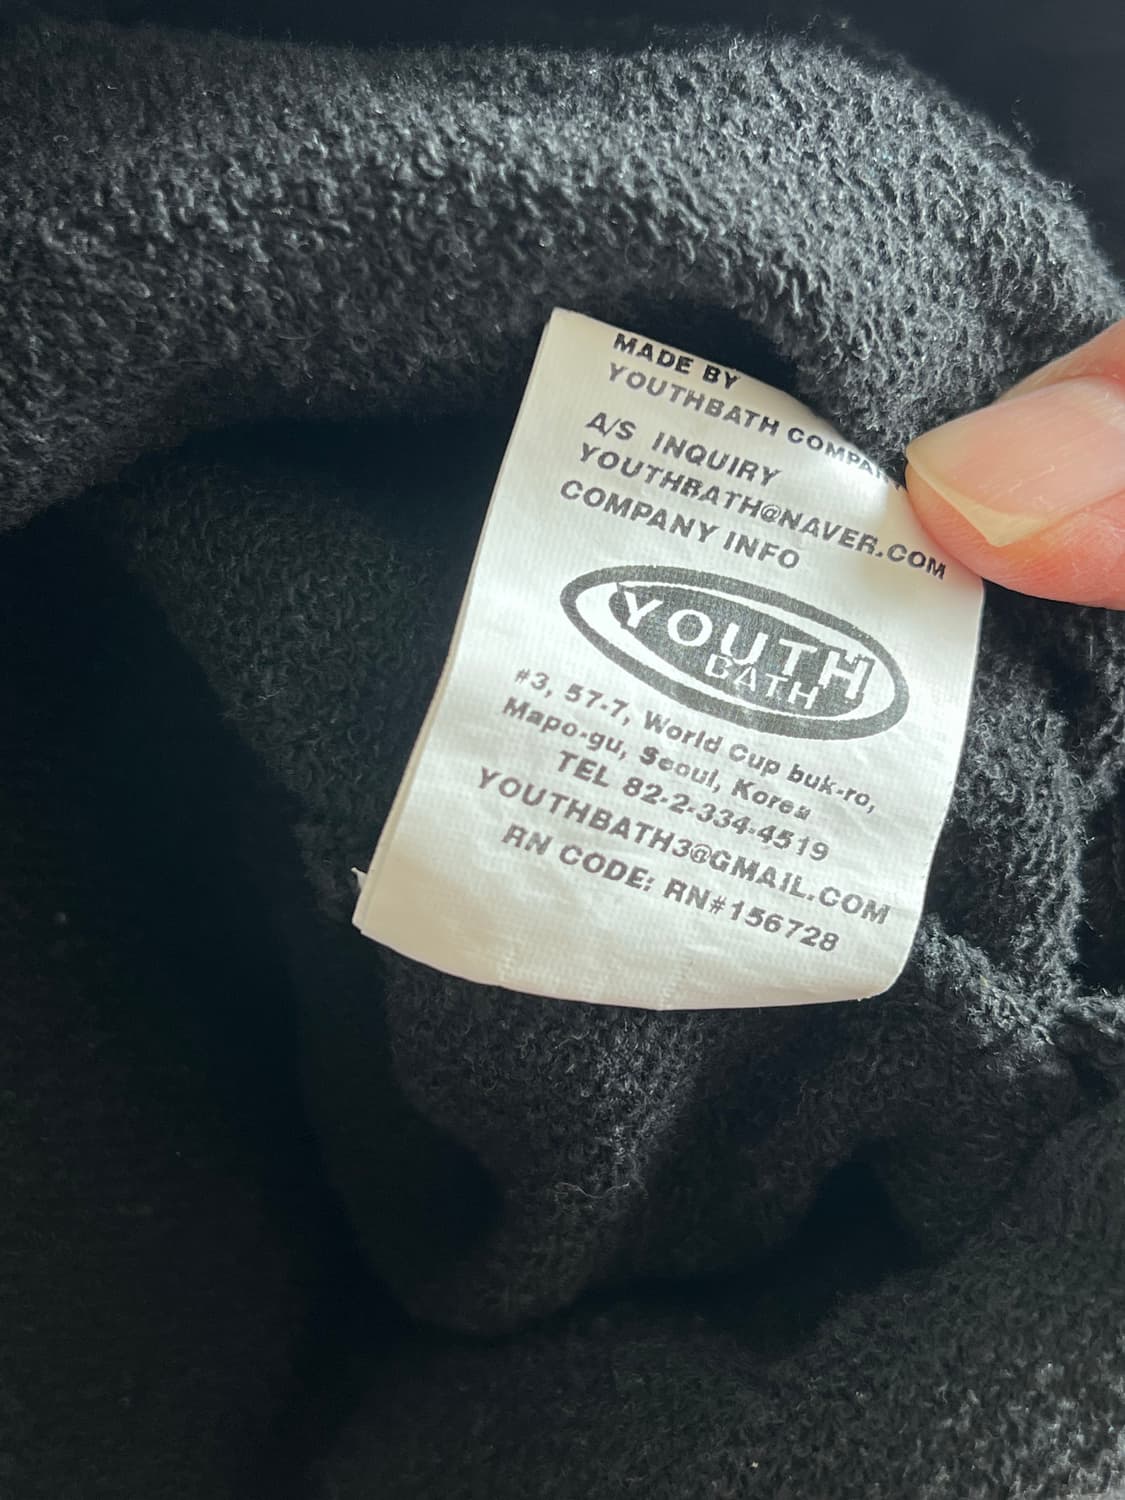 MADE BY
YOUTHBATH COMPANY
A/S INQUIRY
YOUTHBATH@NAVER.COM
COMPANY INFO
YOUTH
BATH
#3, 57-7, World Cup buk-ro,
Mapo-gu, Seoul, Korea
TEL 82-2-334-4519
YOUTHBATH3@GMAIL.COM
RN CODE: RN#156728